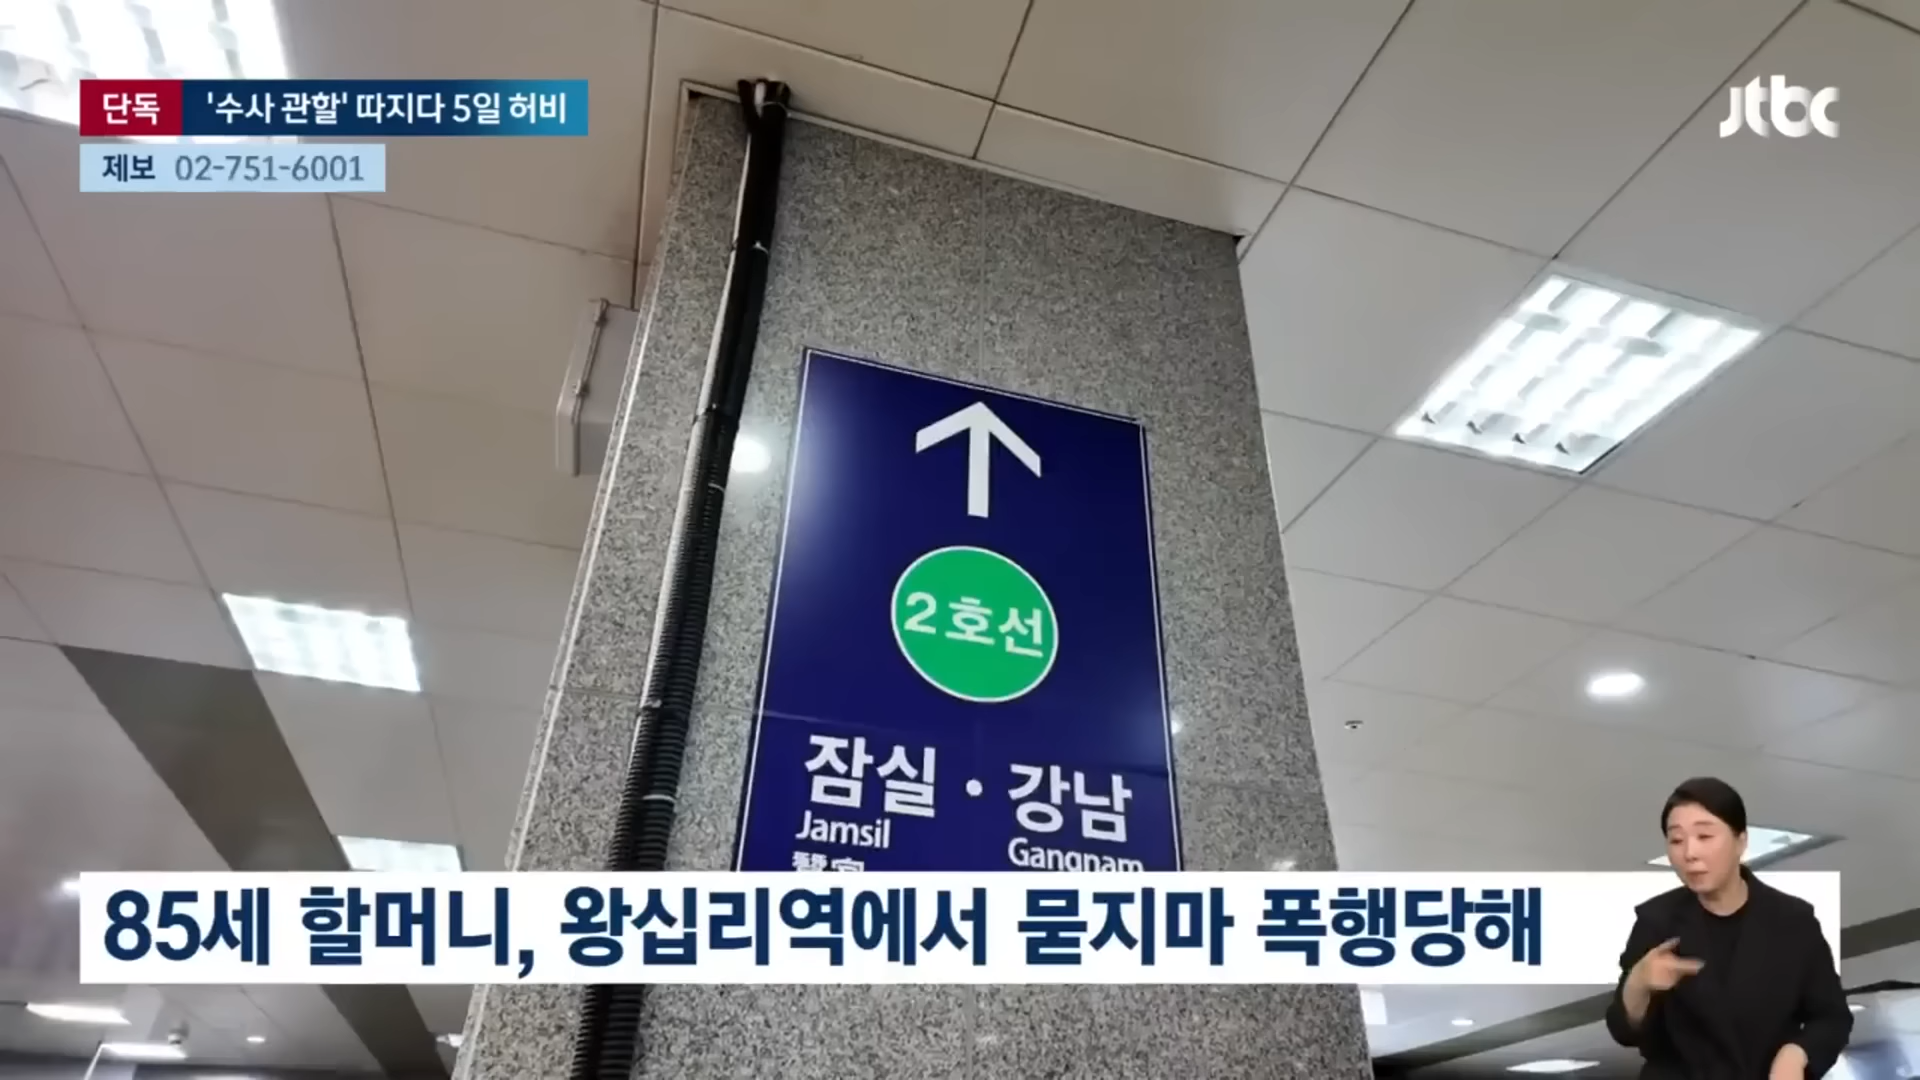 단독 '수사 관할' 따지다 5일 허비
제보 02-751-6001
jtbc
2호선
잠실 · 강남
Jamsil Gangnam
85세 할머니, 왕십리역에서 묻지마 폭행당해